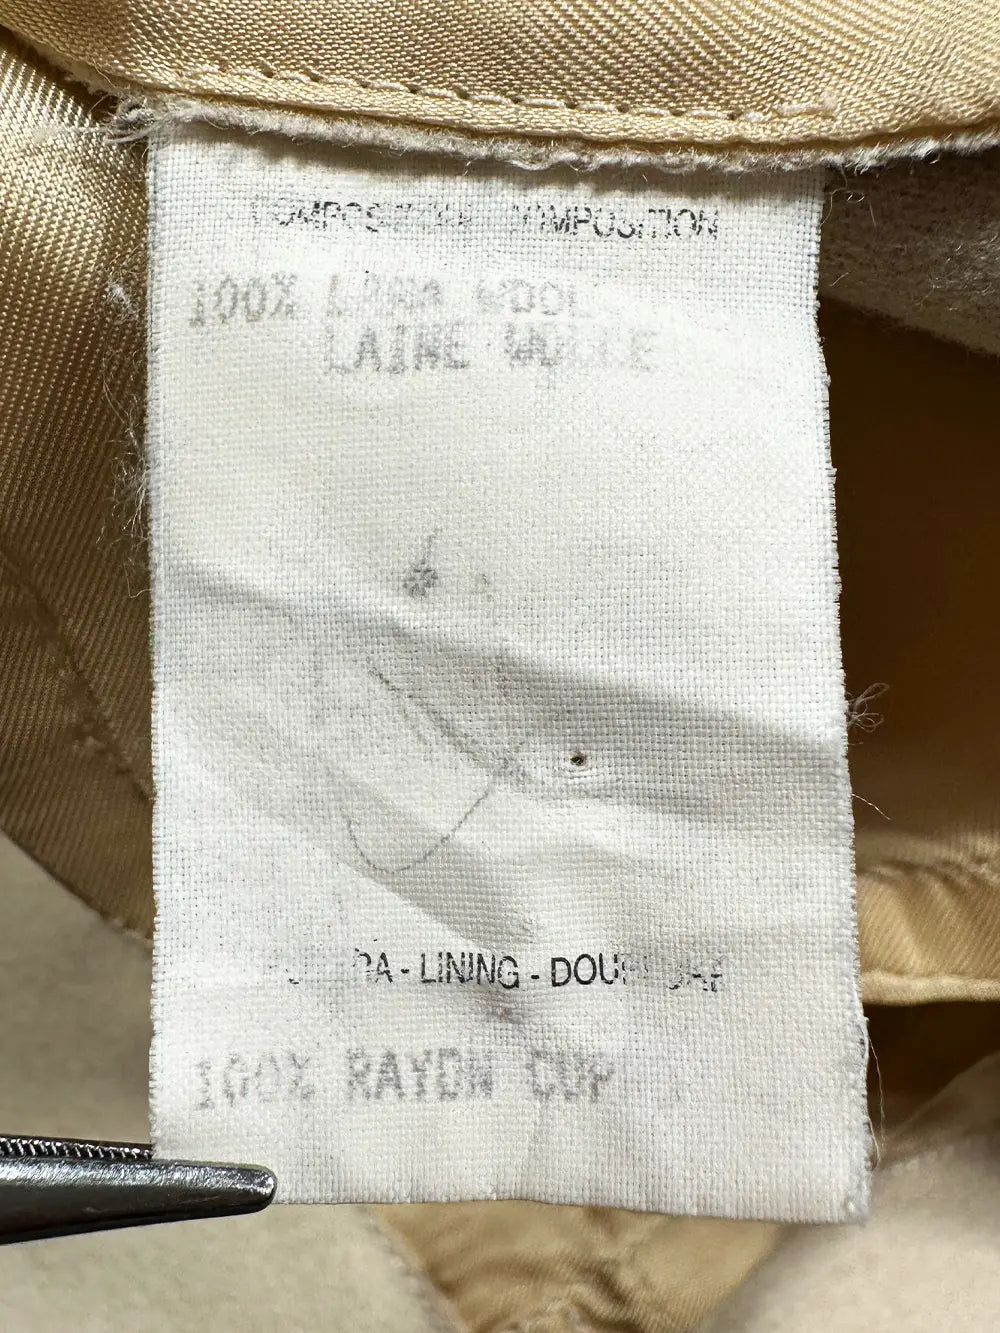 COMPOSITION
100% LANA WOOL
LAINE WOLLE
LINING -
100% RAYON CUP